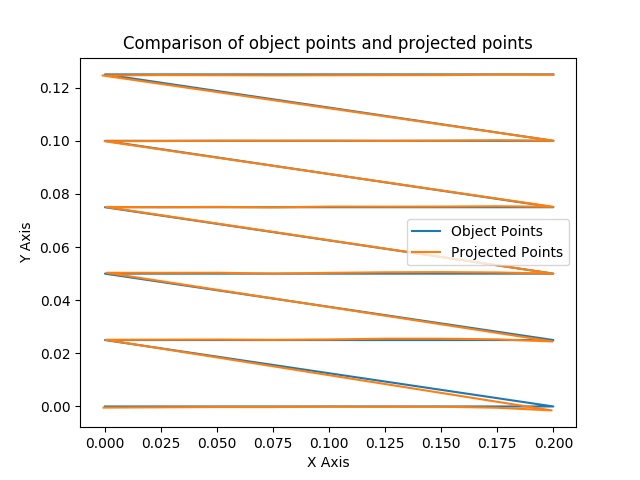 Comparison of object points and projected points
Y Axis
0.12
0.10
0.08
0.06
0.04
0.02
0.00
Object Points
Projected Points
0.000 0.025 0.050 0.075 0.100 0.125 0.150 0.175 0.200
X Axis